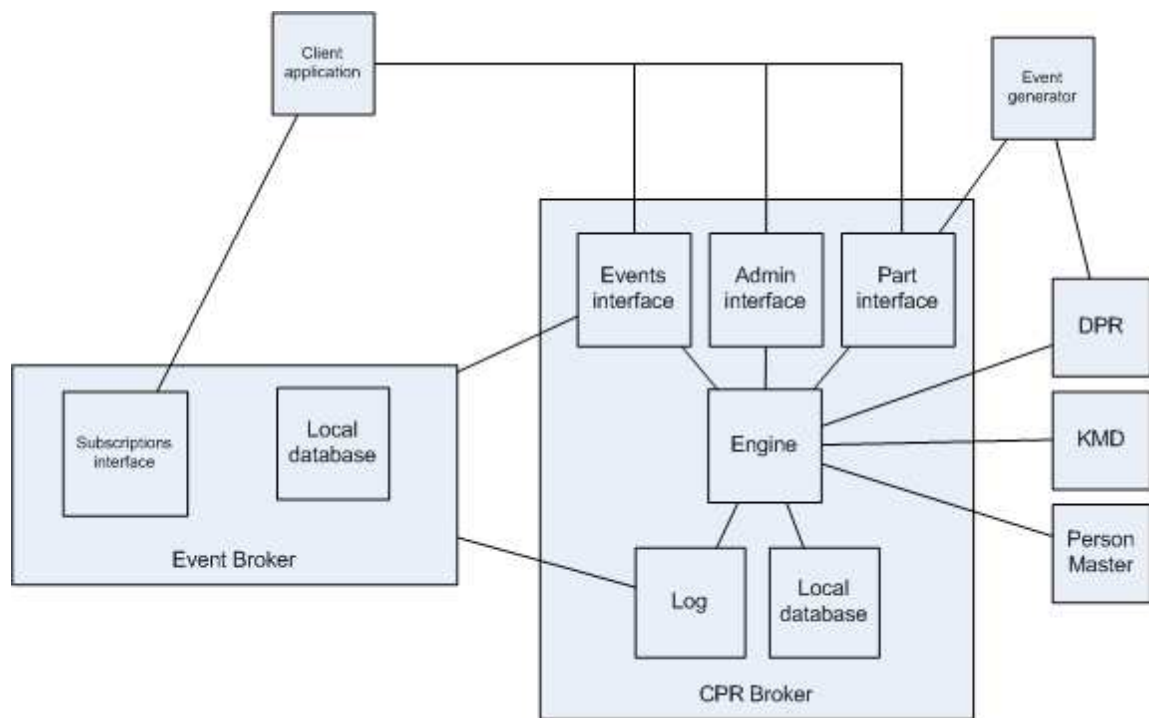 Client
application
Event
generator
Events
interface
Admin
interface
Part
interface
DPR
Subscriptions
interface
Local
database
Engine
KMD
Event Broker
Person
Master
Log
Local
database
CPR Broker